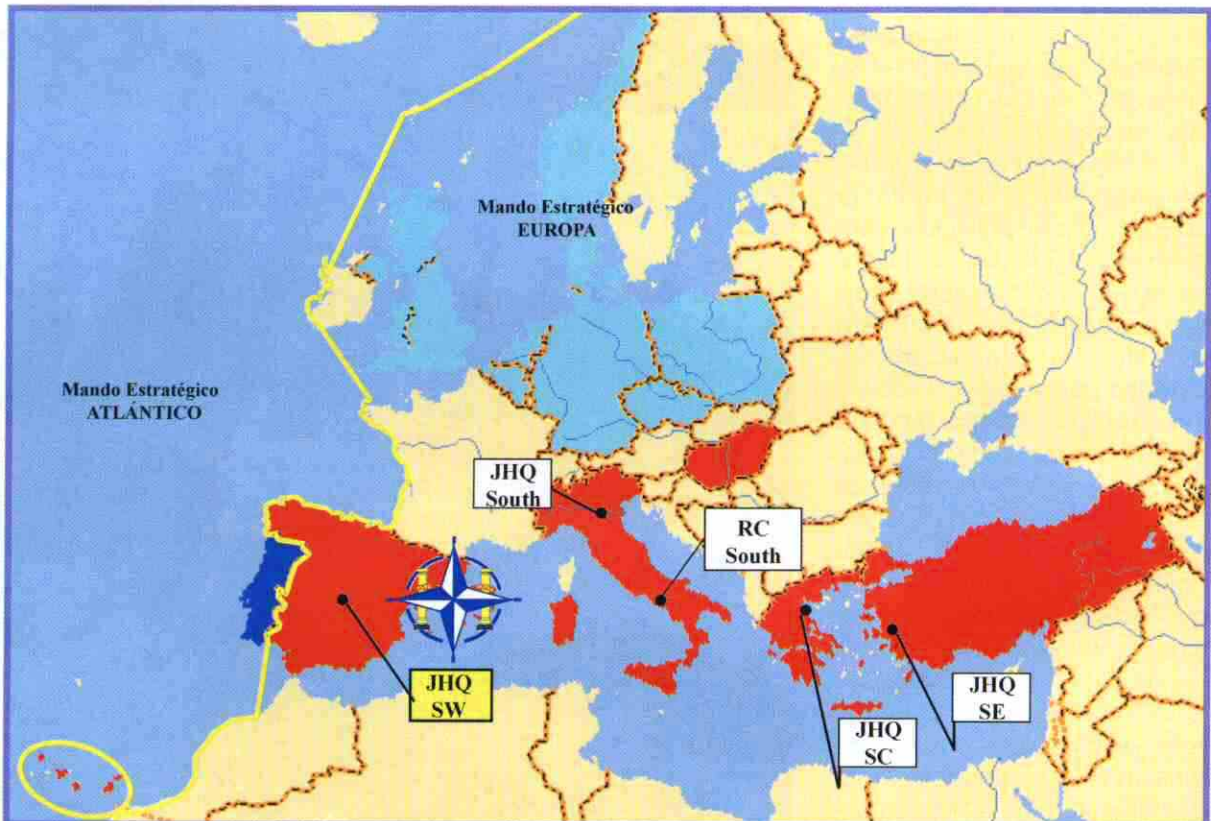 Mando Estratégico
EUROPA
Mando Estratégico
ATLÁNTICO
JHQ
South
RC
South
JHQ
SW
JHQ
SE
JHQ
SC